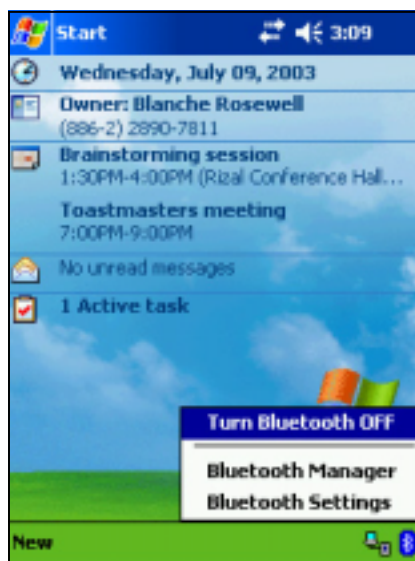 Start 3:09
Wednesday, July 09, 2003
Owner: Blanche Rosewell
(886-2) 2890-7811
Brainstorming session
1:30PM-4:00PM (Rizal Conference Hall...
Toastmasters meeting
7:00PM-9:00PM
No unread messages
1 Active task
Turn Bluetooth OFF
Bluetooth Manager
Bluetooth Settings
New